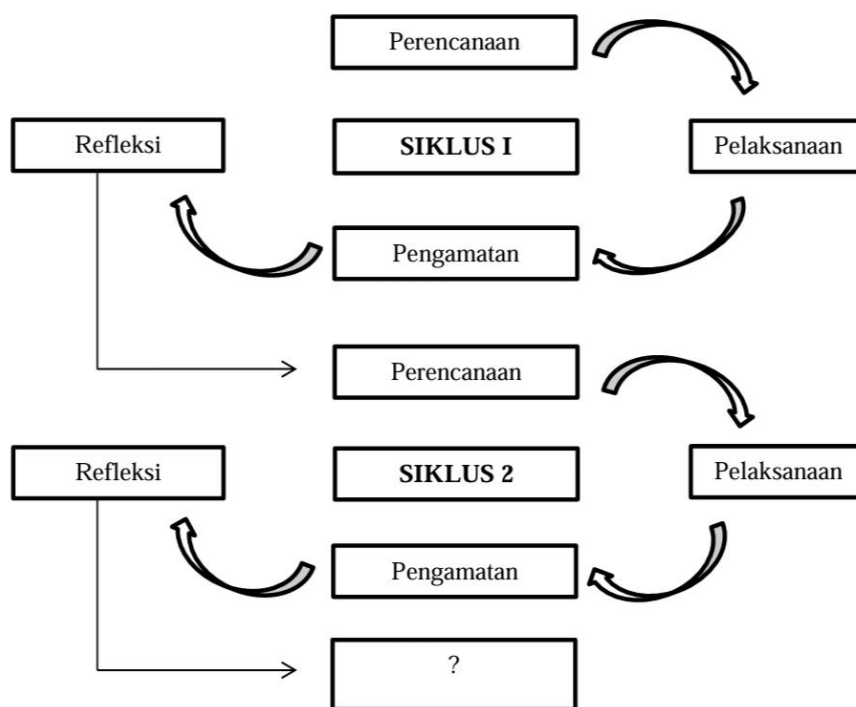 Perencanaan
Refleksi
SIKLUS I
Pelaksanaan
Pengamatan
Perencanaan
Refleksi
SIKLUS 2
Pelaksanaan
Pengamatan
?